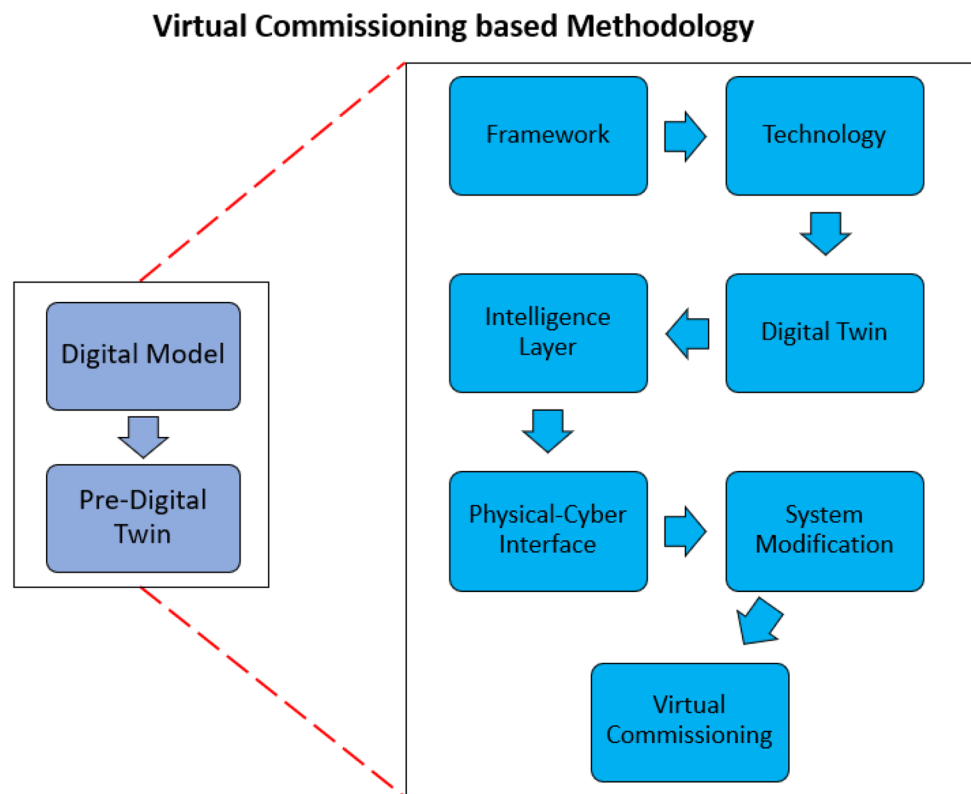 Virtual Commissioning based Methodology
Digital Model
Pre-Digital
Twin
Framework
Technology
Digital Twin
Intelligence
Layer
Physical-Cyber
Interface
System
Modification
Virtual
Commissioning